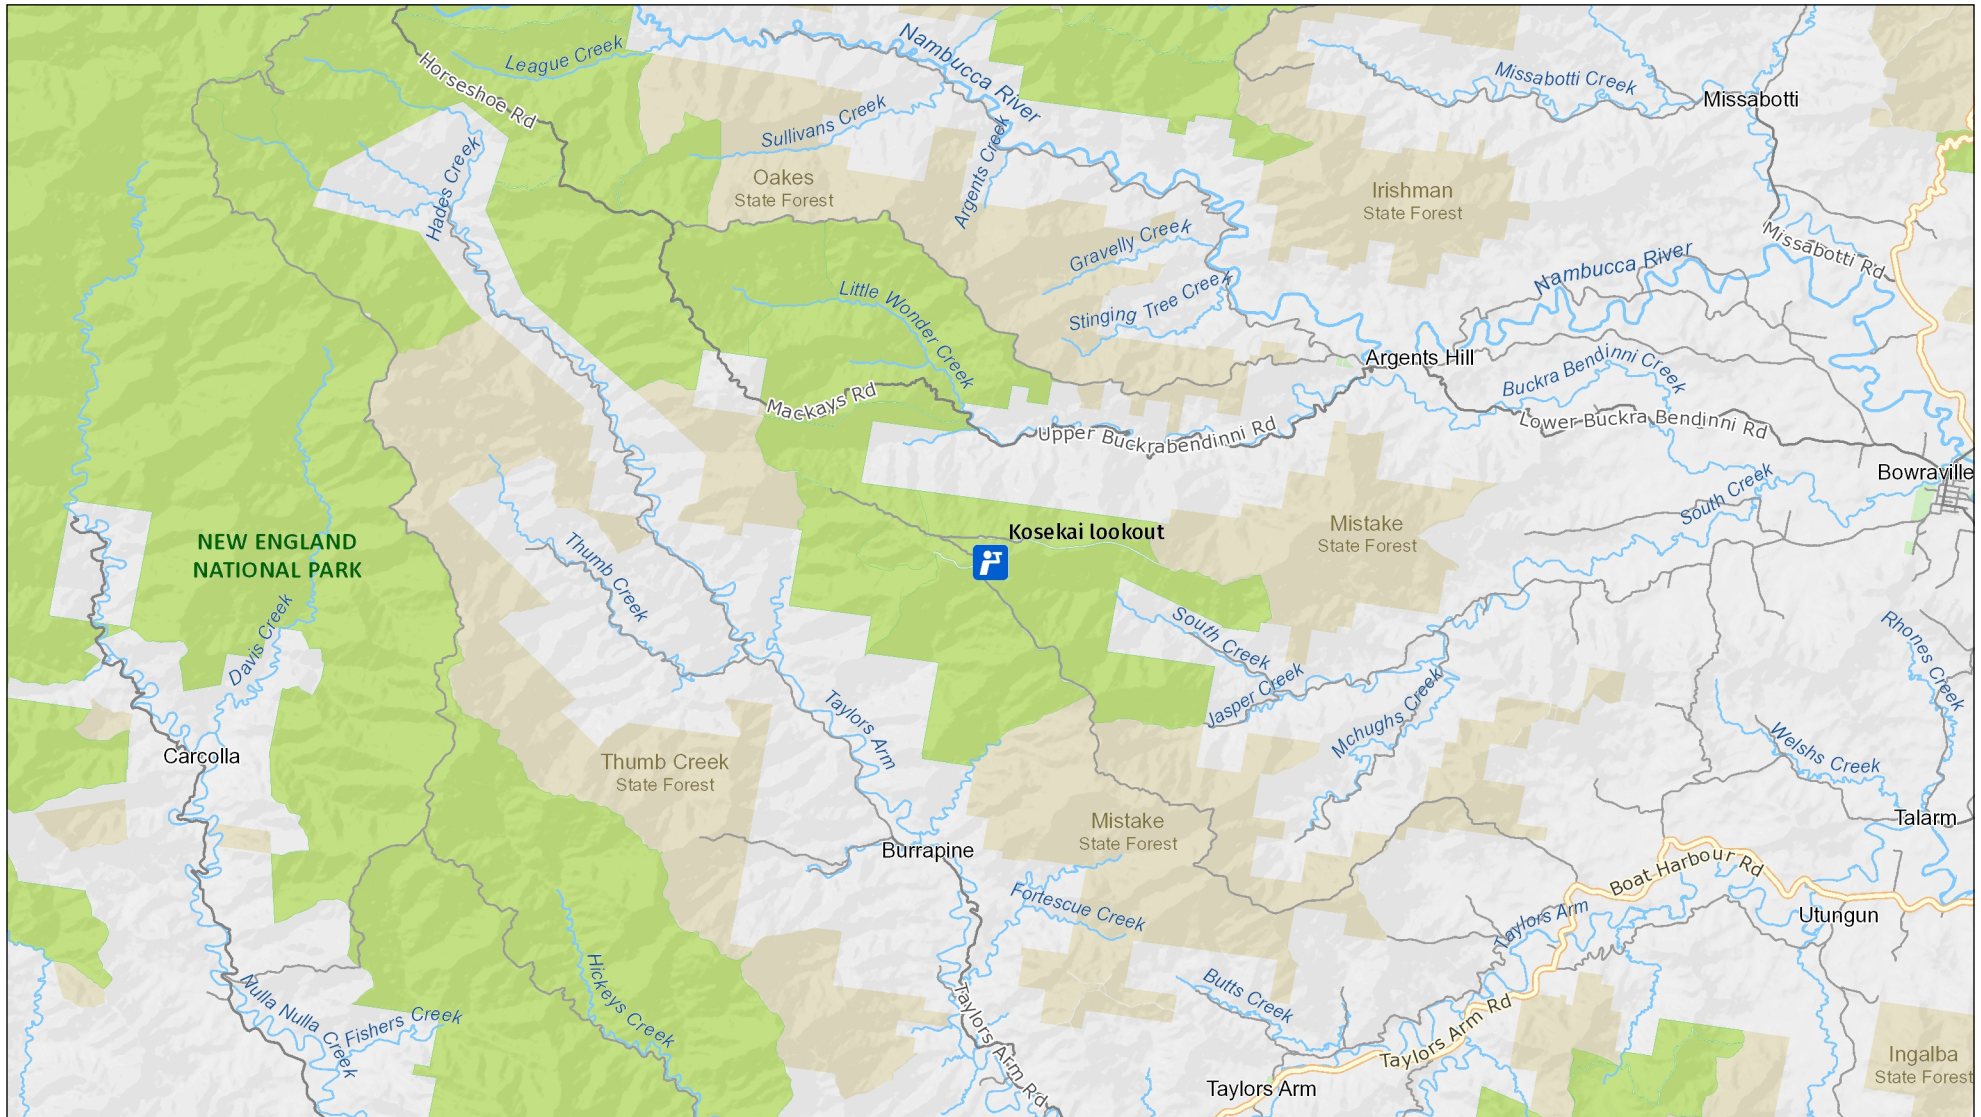 Nambucca River
League Creek
Horseshoe Rd
Missabotti Creek
Missabotti
Sullivans Creek
Argents Creek
Hades Creek
Oakes
State Forest
Irishman
State Forest
Gravelly Creek
Missabotti Rd
Nambucca River
Little Wonder Creek
Stinging Tree Creek
Argents Hill
Buckra Bendinni Creek
Mackays Rd
Upper Buckrabendinni Rd
Lower Buckra Bendinni Rd
Bowraville
South Creek
Kosekai lookout
Mistake
State Forest
NEW ENGLAND
NATIONAL PARK
Thumb Creek
Davis Creek
South Creek
Jasper Creek
Rhones Creek
Mchughs Creek
Taylors Arm
Welshs Creek
Carcolla
Thumb Creek
State Forest
Mistake
State Forest
Talarm
Burrapine
Boat Harbour Rd
Fortescue Creek
Taylors Arm
Utungun
Hickeys Creek
Nulla Nulla Creek
Fishers Creek
Butts Creek
Taylors Arm Rd
Taylors Arm Rd
Taylors Arm
Ingalba
State Forest